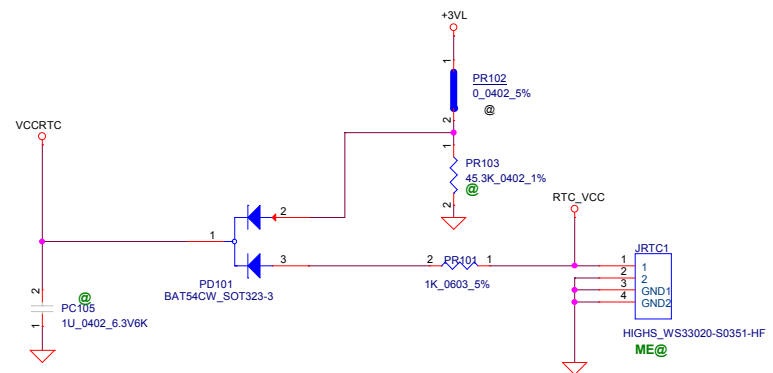 +3VL
1
PR102
0_0402_5%
@
2
VCCRTC
1
PR103
45.3K_0402_1%
@
2
RTC_VCC
2
1
3
2
PR101
1
JRTC1
1
1
2
2
3
GND1
4
GND2
PD101
BAT54CW_SOT323-3
1K_0603_5%
2
@
PC105
1
1U_0402_6.3V6K
HIGHS_WS33020-S0351-HF
ME@